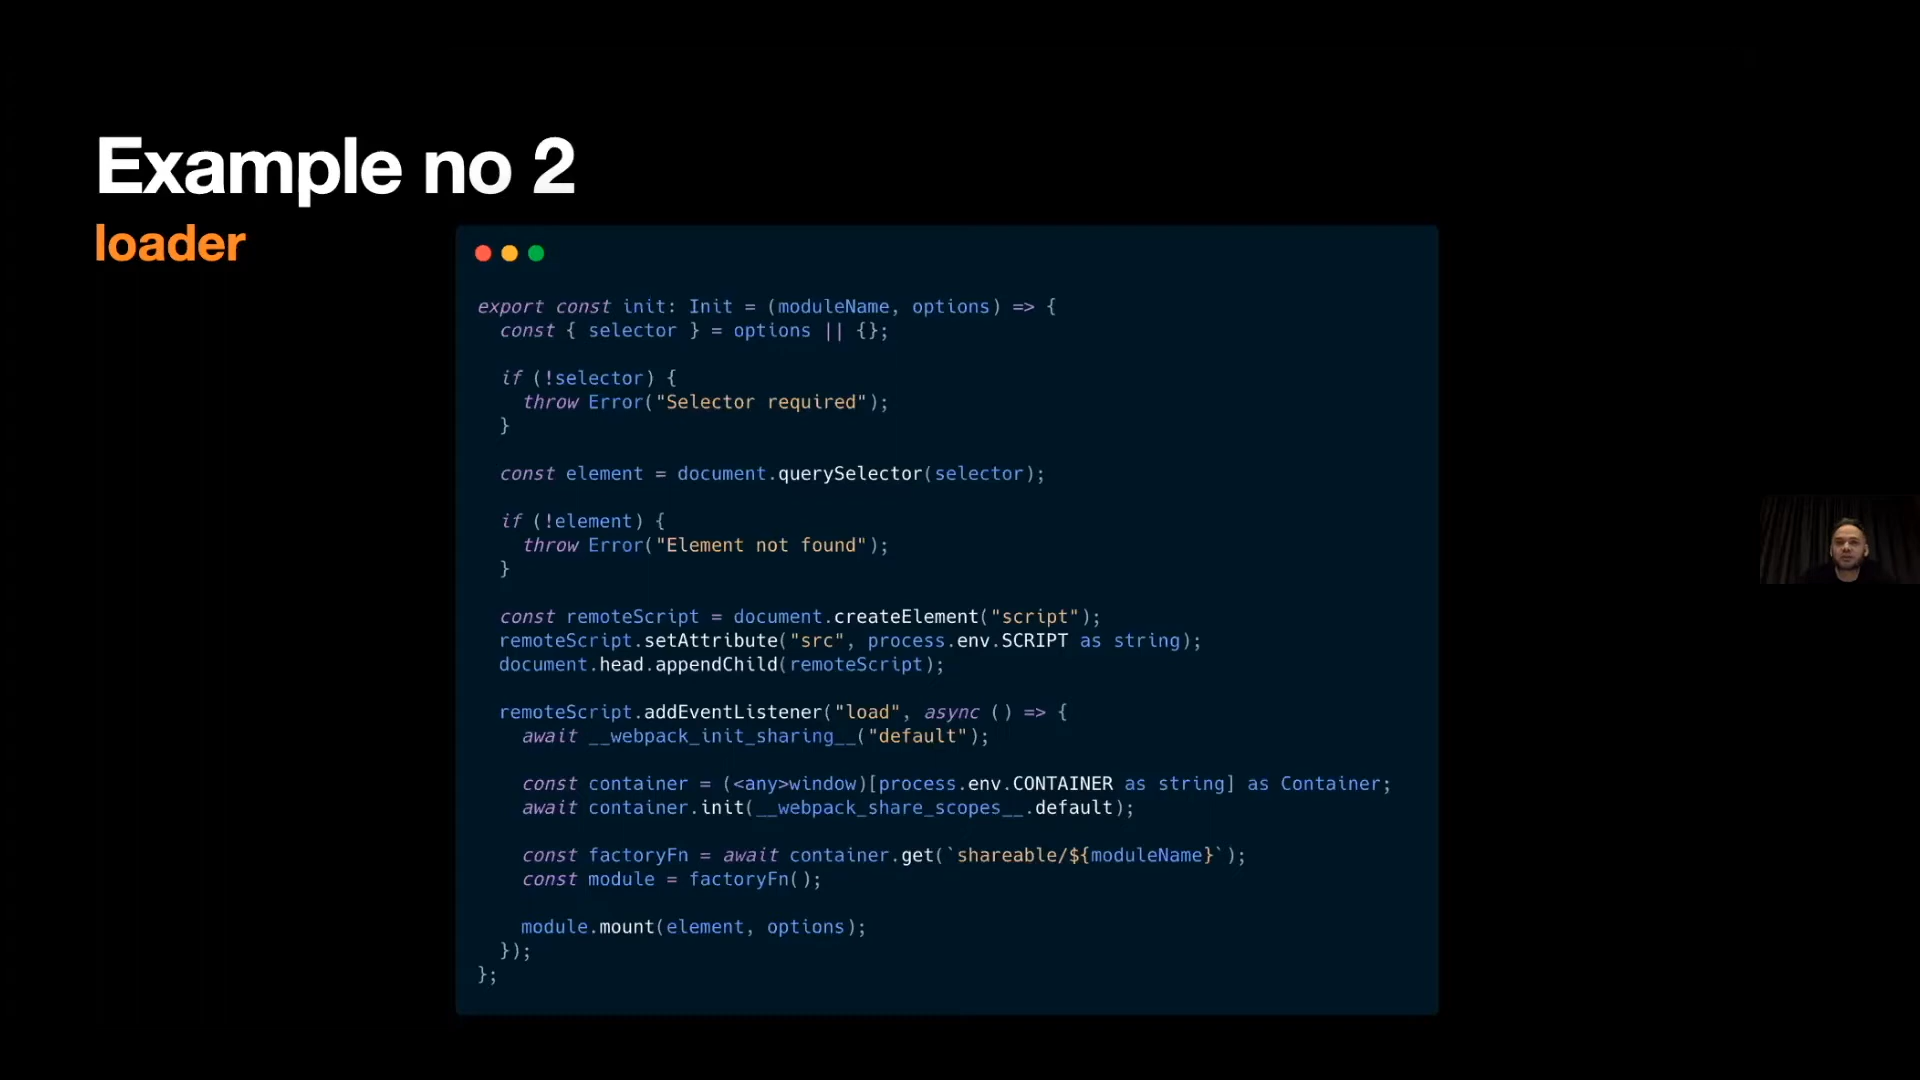 Example no 2
loader
export const init: Init = (moduleName, options) => {
  const { selector } = options || {};

  if (!selector) {
    throw Error("Selector required");
  }

  const element = document.querySelector(selector);

  if (!element) {
    throw Error("Element not found");
  }

  const remoteScript = document.createElement("script");
  remoteScript.setAttribute("src", process.env.SCRIPT as string);
  document.head.appendChild(remoteScript);

  remoteScript.addEventListener("load", async () => {
    await __webpack_init_sharing__("default");

    const container = (<any>window)[process.env.CONTAINER as string] as Container;
    await container.init(__webpack_share_scopes__.default);

    const factoryFn = await container.get(`shareable/${moduleName}`);
    const module = factoryFn();

    module.mount(element, options);
  });
};